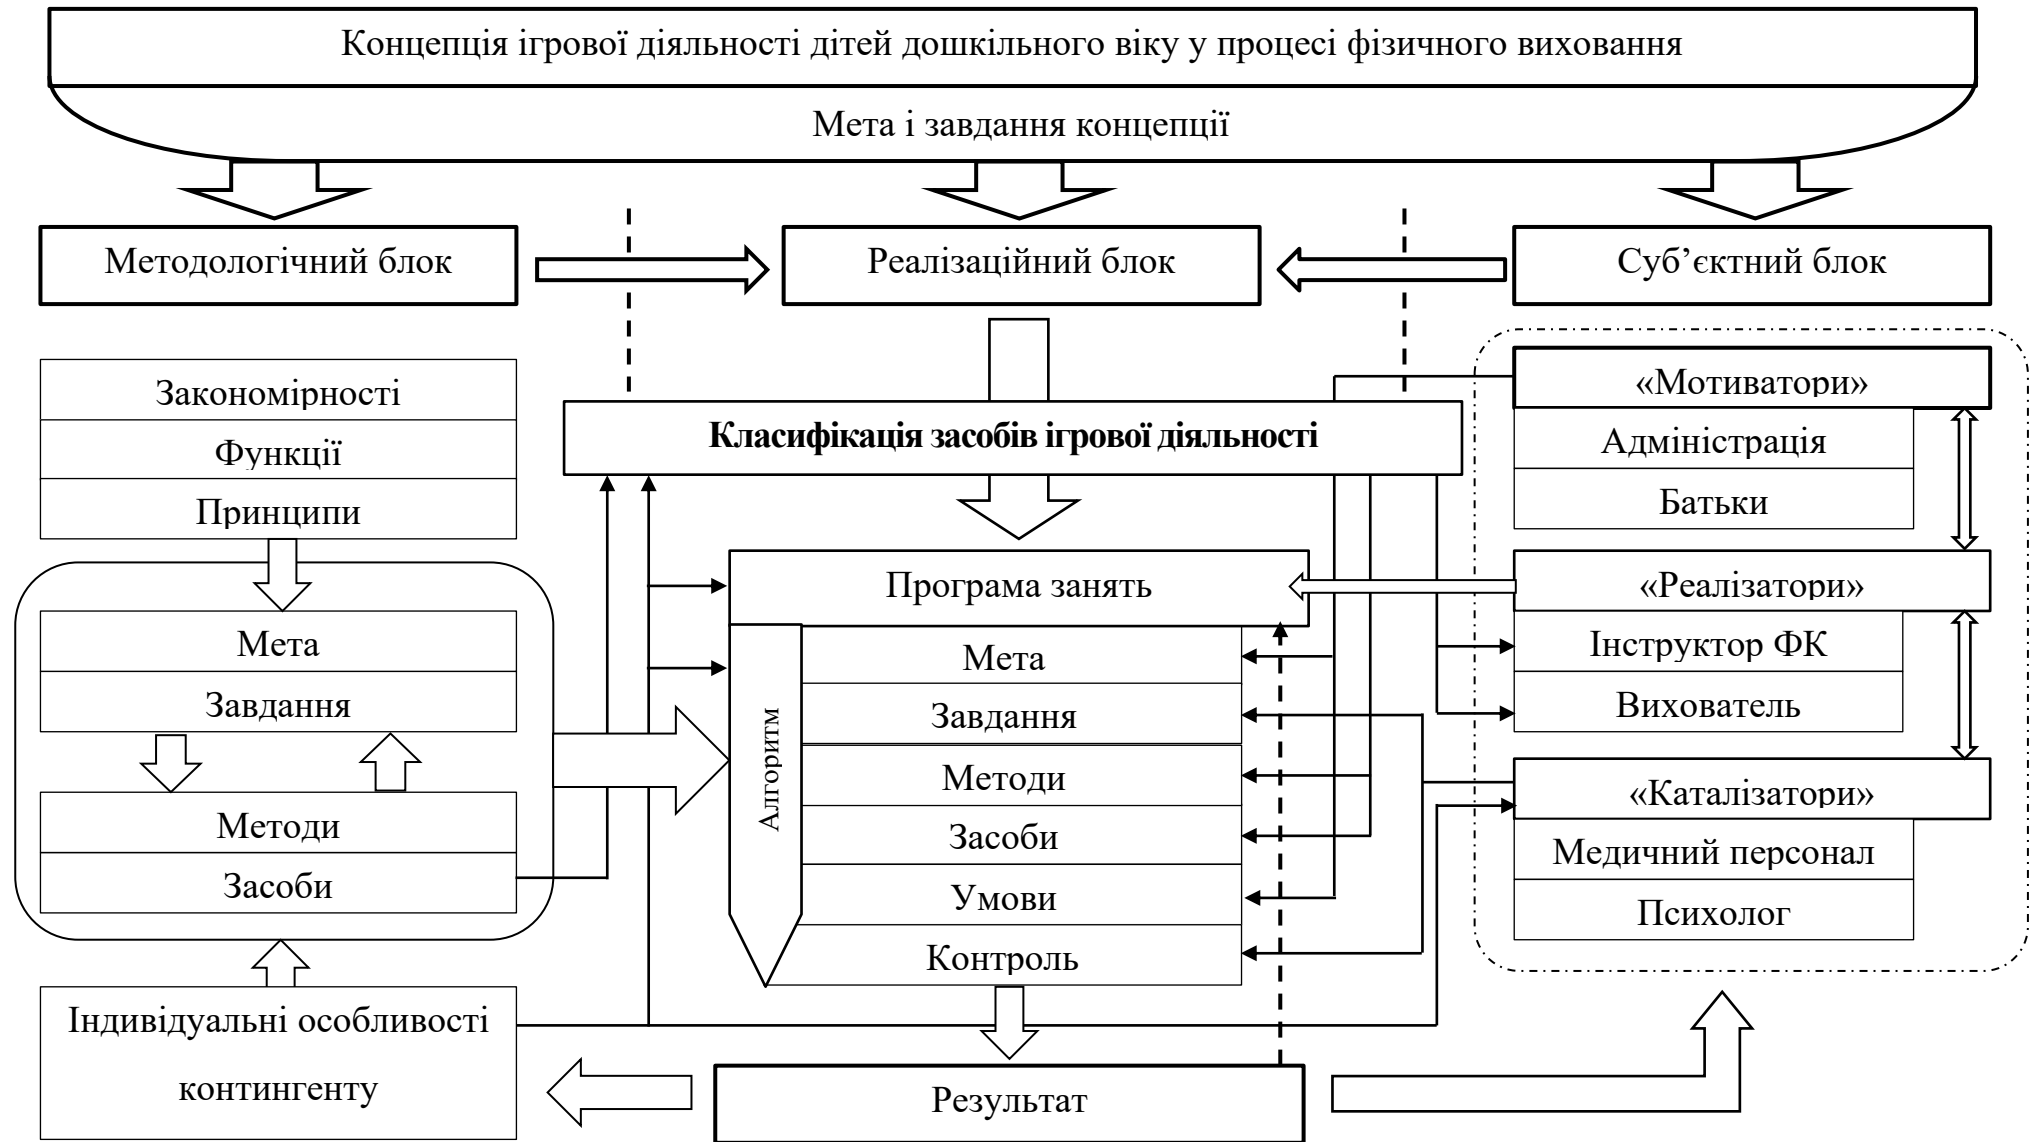 Концепція ігрової діяльності дітей дошкільного віку у процесі фізичного виховання
Мета і завдання концепції
Методологічний блок
Реалізаційний блок
Суб’єктний блок
Закономірності
Функції
Принципи
Мета
Завдання
Методи
Засоби
Індивідуальні особливості
контингенту
Класифікація засобів ігрової діяльності
Програма занять
Алгоритм
Мета
Завдання
Методи
Засоби
Умови
Контроль
Результат
«Мотиватори»
Адміністрація
Батьки
«Реалізатори»
Інструктор ФК
Вихователь
«Каталізатори»
Медичний персонал
Психолог